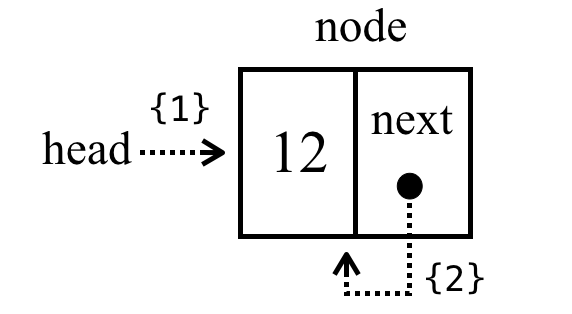 node
{1}
head
12
next
{2}